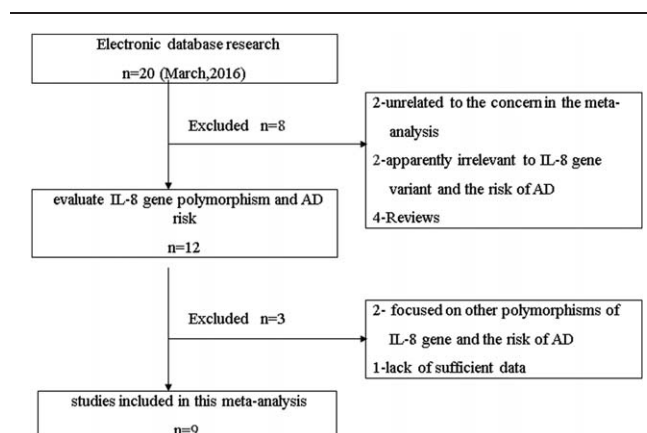 Electronic database research
n=20 (March,2016)
Excluded n=8
2-unrelated to the concern in the meta-
analysis
2-apparently irrelevant to IL-8 gene
variant and the risk of AD
4-Reviews
evaluate IL-8 gene polymorphism and AD
risk
n=12
Excluded n=3
2- focused on other polymorphisms of
IL-8 gene and the risk of AD
1-lack of sufficient data
studies included in this meta-analysis
n=9